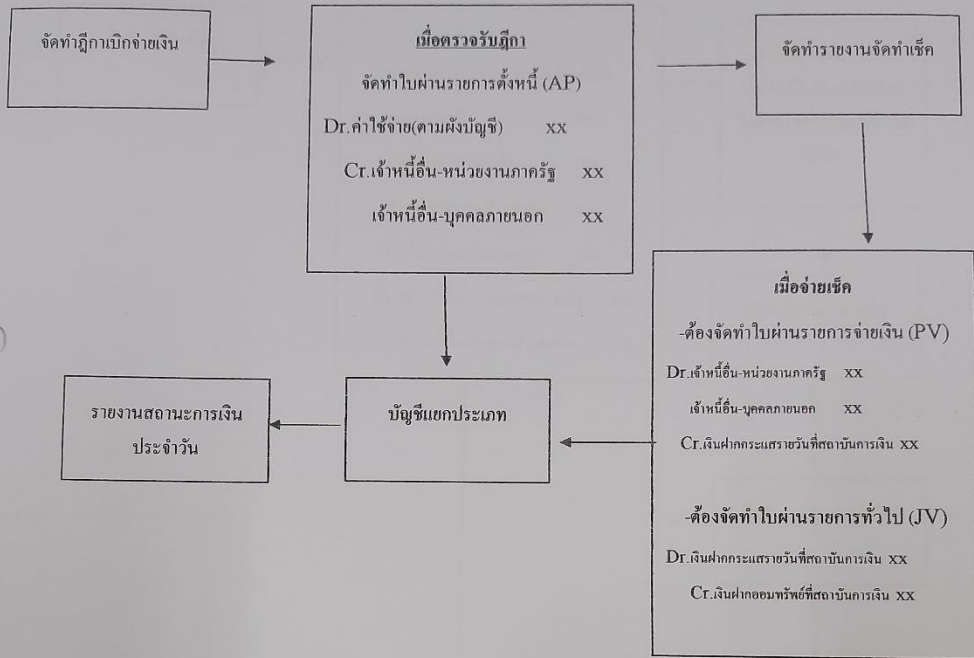 จัดทำฎีกาเบิกจ่ายเงิน
เมื่อตรวจรับฎีกา
จัดทำใบผ่านรายการตั้งหนี้ (AP)
Dr.ค่าใช้จ่าย(ตามผังบัญชี) xx
Cr.เจ้าหนี้อื่น-หน่วยงานภาครัฐ xx
เจ้าหนี้อื่น-บุคคลภายนอก xx
จัดทำรายงานจัดทำเช็ค
เมื่อจ่ายเช็ค
-ต้องจัดทำใบผ่านรายการจ่ายเงิน (PV)
Dr.เจ้าหนี้อื่น-หน่วยงานภาครัฐ xx
เจ้าหนี้อื่น-บุคคลภายนอก xx
Cr.เงินฝากกระแสรายวันที่สถาบันการเงิน xx
-ต้องจัดทำใบผ่านรายการทั่วไป (JV)
Dr.เงินฝากกระแสรายวันที่สถาบันการเงิน xx
Cr.เงินฝากออมทรัพย์ที่สถาบันการเงิน xx
บัญชีแยกประเภท
รายงานสถานะการเงิน
ประจำวัน